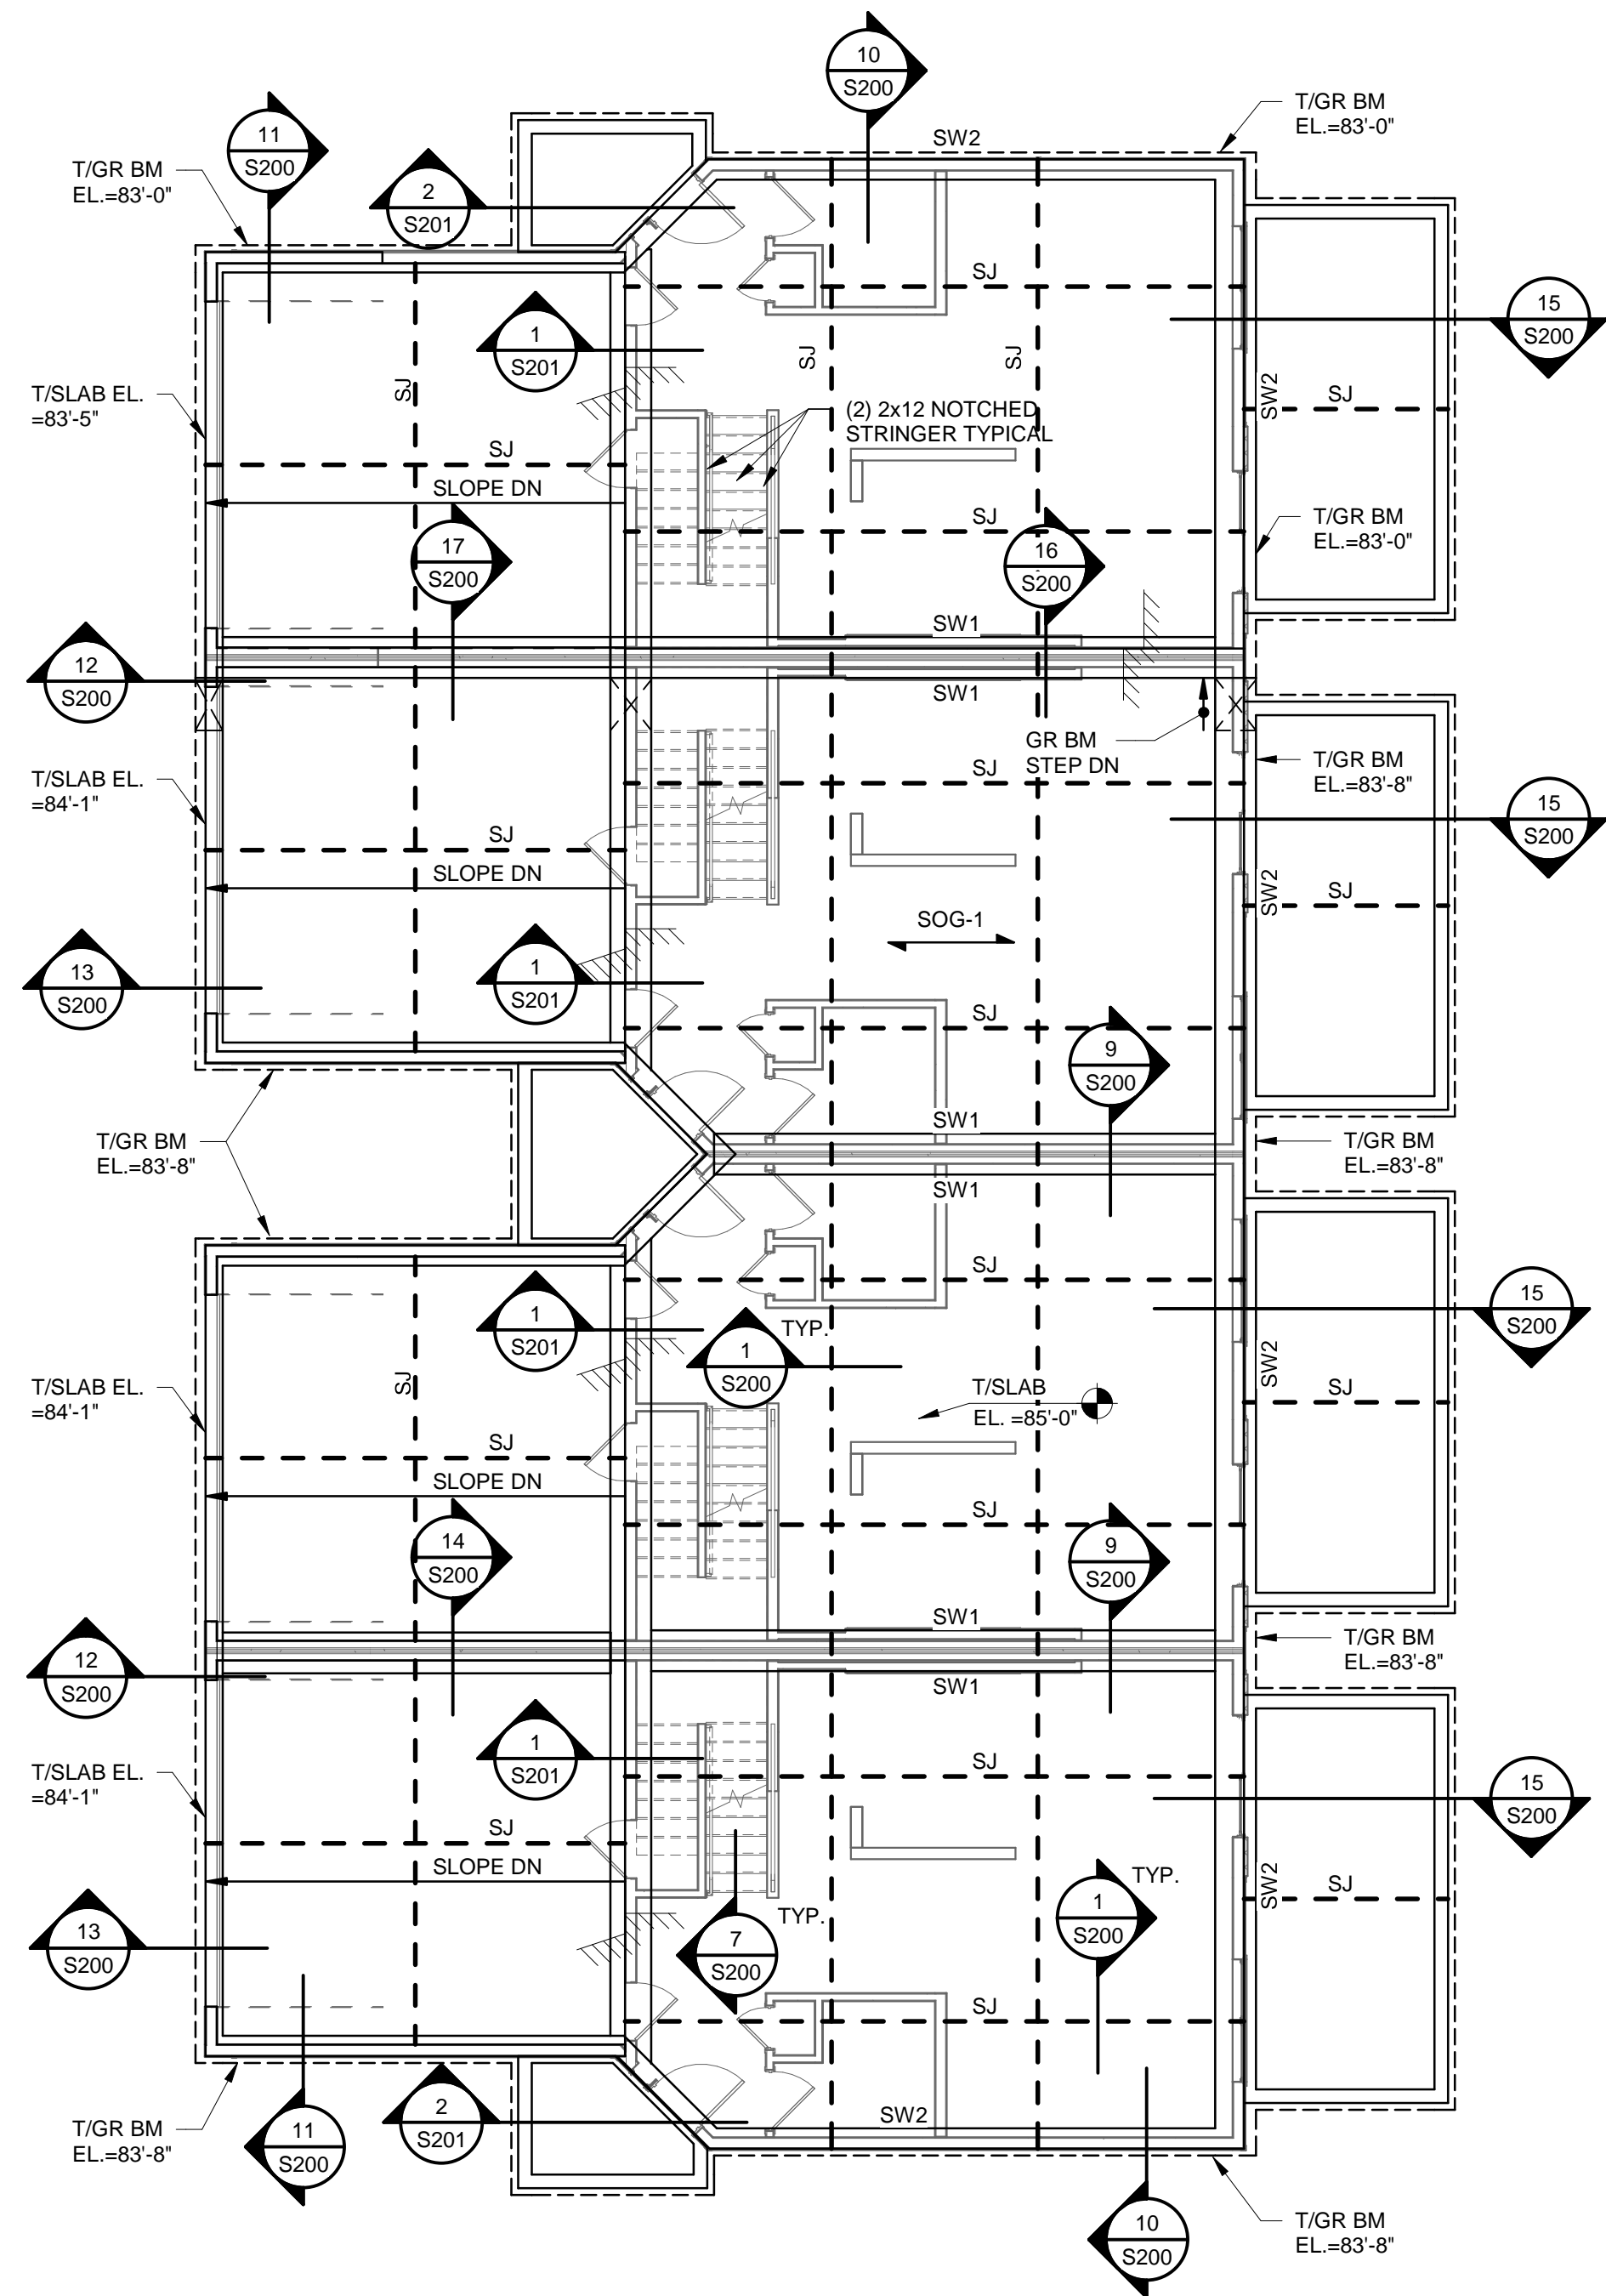 10
S200
T/GR BM
EL.=83'-0"
11
S200
SW2
T/GR BM
EL.=83'-0"
2
S201
SJ
15
S200
1
S201
SJ
SJ
SJ
T/SLAB EL.
=83'-5"
SW2
SJ
(2) 2x12 NOTCHED
STRINGER TYPICAL
SJ
SLOPE DN
SJ
T/GR BM
EL.=83'-0"
17
S200
16
S200
SW1
12
S200
SW1
GR BM
STEP DN
SJ
T/GR BM
EL.=83'-8"
T/SLAB EL.
=84'-1"
15
S200
SJ
SLOPE DN
SW2
SJ
SOG-1
13
S200
1
S201
SJ
9
S200
SW1
T/GR BM
EL.=83'-8"
T/GR BM
EL.=83'-8"
SW1
SJ
15
S200
1
S201
TYP.
1
S200
SW2
SJ
T/SLAB EL.
=84'-1"
SJ
T/SLAB
EL. =85'-0"
SJ
SLOPE DN
SJ
14
S200
9
S200
SW1
T/GR BM
EL.=83'-8"
12
S200
SW1
1
S201
SJ
T/SLAB EL.
=84'-1"
15
S200
SJ
SLOPE DN
TYP.
1
S200
SW2
SJ
TYP.
7
S200
13
S200
SJ
2
S201
SW2
T/GR BM
EL.=83'-8"
11
S200
10
S200
T/GR BM
EL.=83'-8"